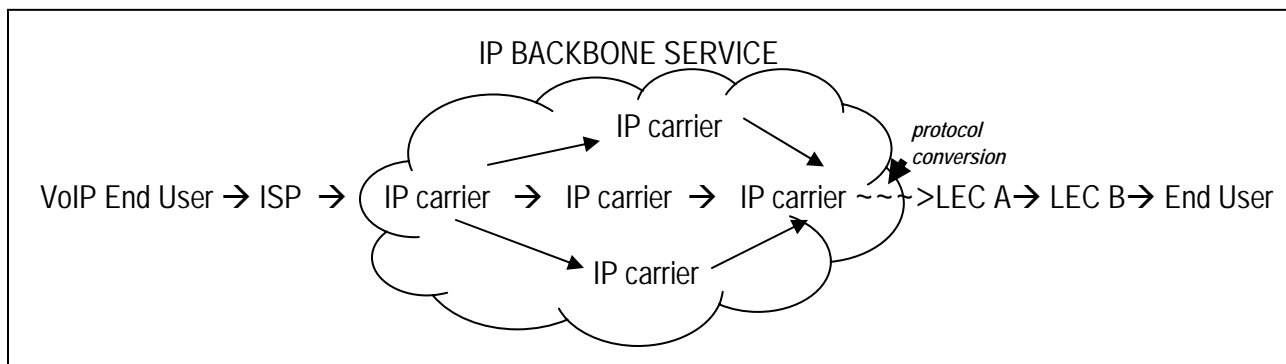 IP BACKBONE SERVICE
IP carrier
protocol
conversion
VoIP End User → ISP → IP carrier → IP carrier → IP carrier ~~~>LEC A→ LEC B→ End User
IP carrier